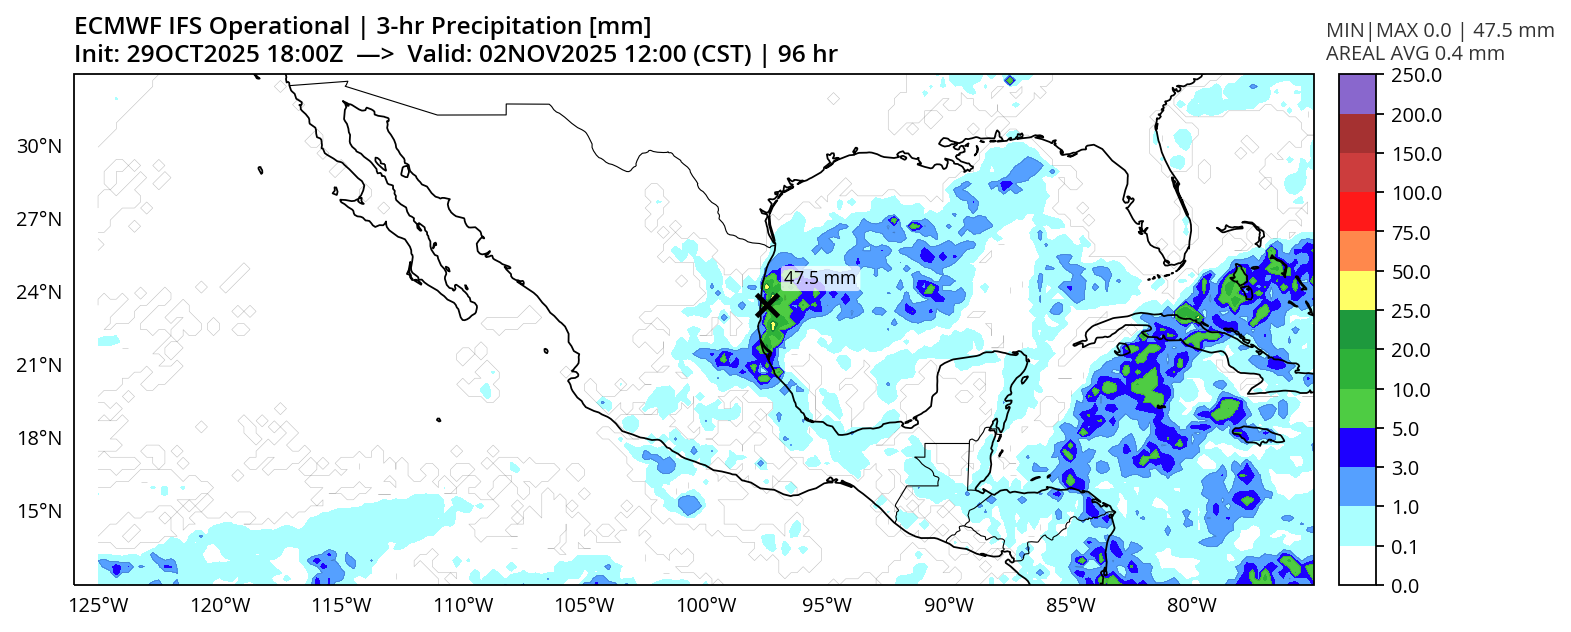 ECMWF IFS Operational | 3-hr Precipitation [mm]
Init: 29OCT2025 18:00Z —> Valid: 02NOV2025 12:00 (CST) | 96 hr
MIN|MAX 0.0 | 47.5 mm
AREAL AVG 0.4 mm
30°N
27°N
24°N
21°N
18°N
15°N
47.5 mm
125°W
120°W
115°W
110°W
105°W
100°W
95°W
90°W
85°W
80°W
250.0
200.0
150.0
100.0
75.0
50.0
25.0
20.0
10.0
5.0
3.0
1.0
0.1
0.0